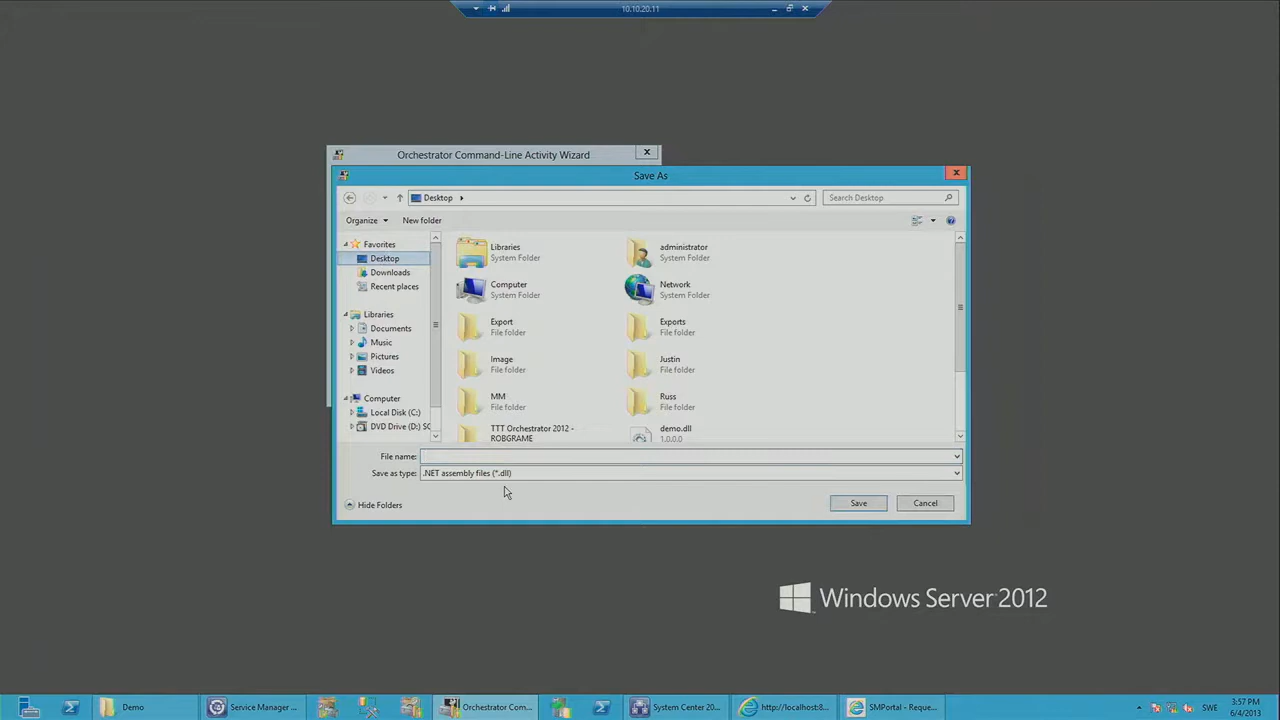 10.10.20.11
Orchestrator Command-Line Activity Wizard
Save As
Desktop
Search Desktop
Organize
New folder
Favorites
Desktop
Downloads
Recent places
Libraries
Documents
Music
Pictures
Videos
Computer
Local Disk (C:)
DVD Drive (D:) SC
Libraries
System Folder
administrator
System Folder
Computer
System Folder
Network
System Folder
Export
File folder
Exports
File folder
Image
File folder
Justin
File folder
MM
File folder
Russ
File folder
TTT Orchestrator 2012 -
ROBGRAME
demo.dll
1.0.0.0
File name:
Save as type:
.NET assembly files (*.dll)
Hide Folders
Save
Cancel
Windows Server 2012
Demo
Service Manager ...
Orchestrator Com...
System Center 20...
http://localhost:8...
SMPortal - Reque...
SWE
3:57 PM
6/4/2013